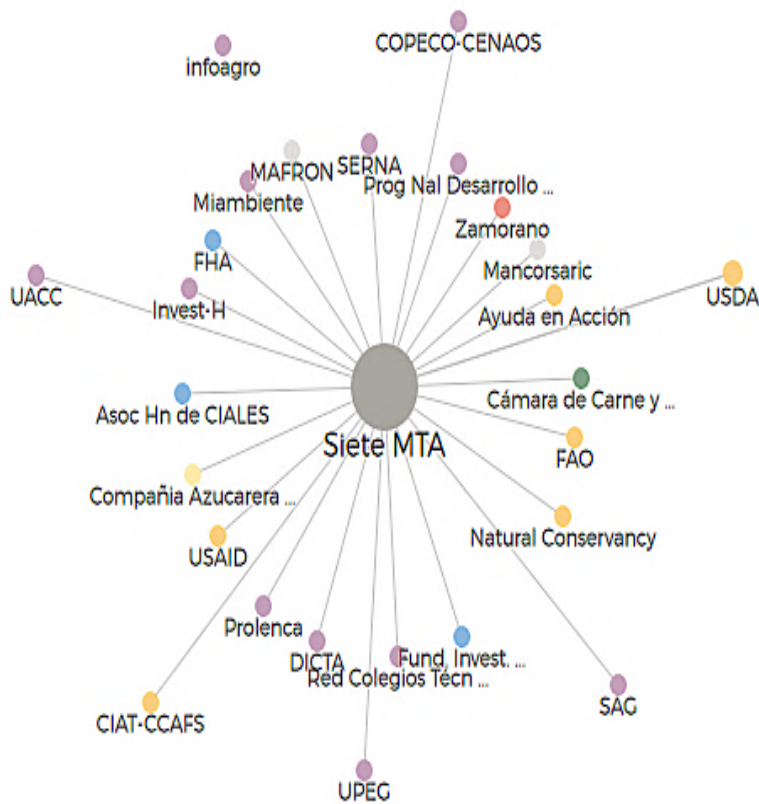 COPECO-CENAOS
infoagro
SERNA
MAFRON
Prog Nal Desarrollo ...
Miambiente
Zamorano
FHA
Mancorsaric
UACC
Invest-H
Ayuda en Acción
USDA
Asoc Hn de CIALES
Cámara de Carne y ...
Siete MTA
FAO
Compañia Azucarera ...
Natural Conservancy
USAID
Prolenca
DICTA
Fund, Invest. ...
Red Colegios Técn ...
SAG
CIAT-CCAFS
UPEG